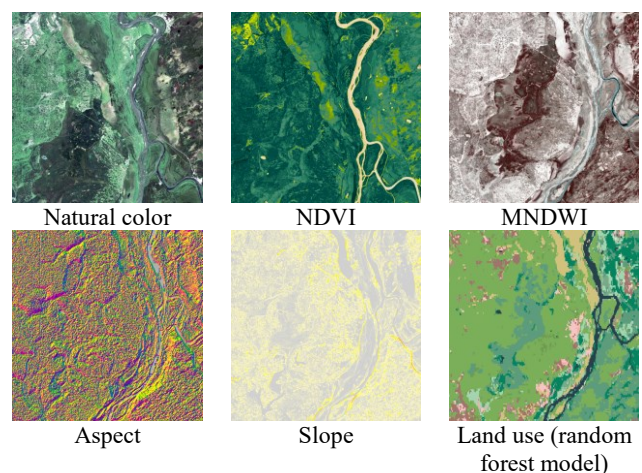 Natural color
NDVI
MNDWI
Aspect
Slope
Land use (random
forest model)